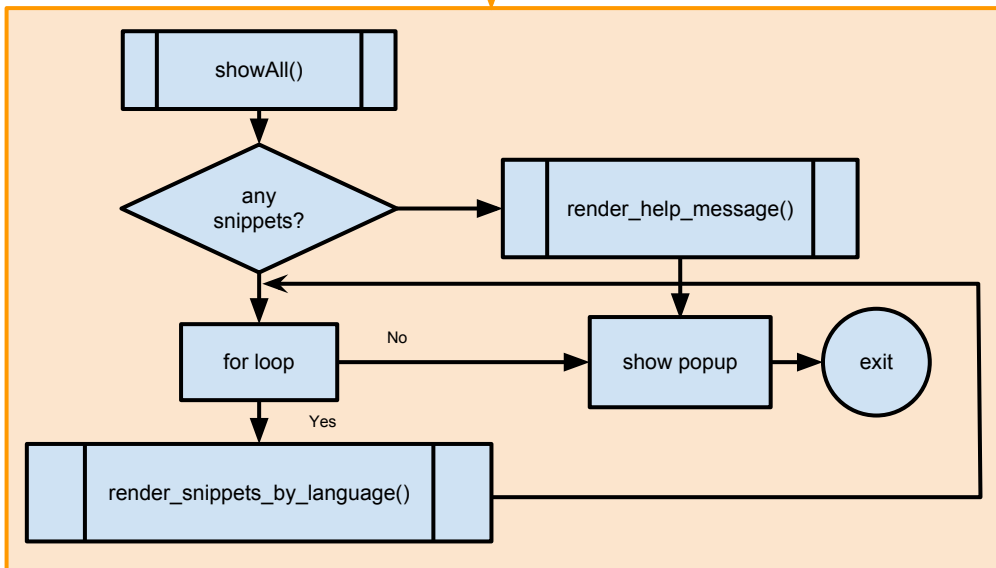 showAll()
any
snippets?
render_help_message()
for loop
No
show popup
exit
Yes
render_snippets_by_language()